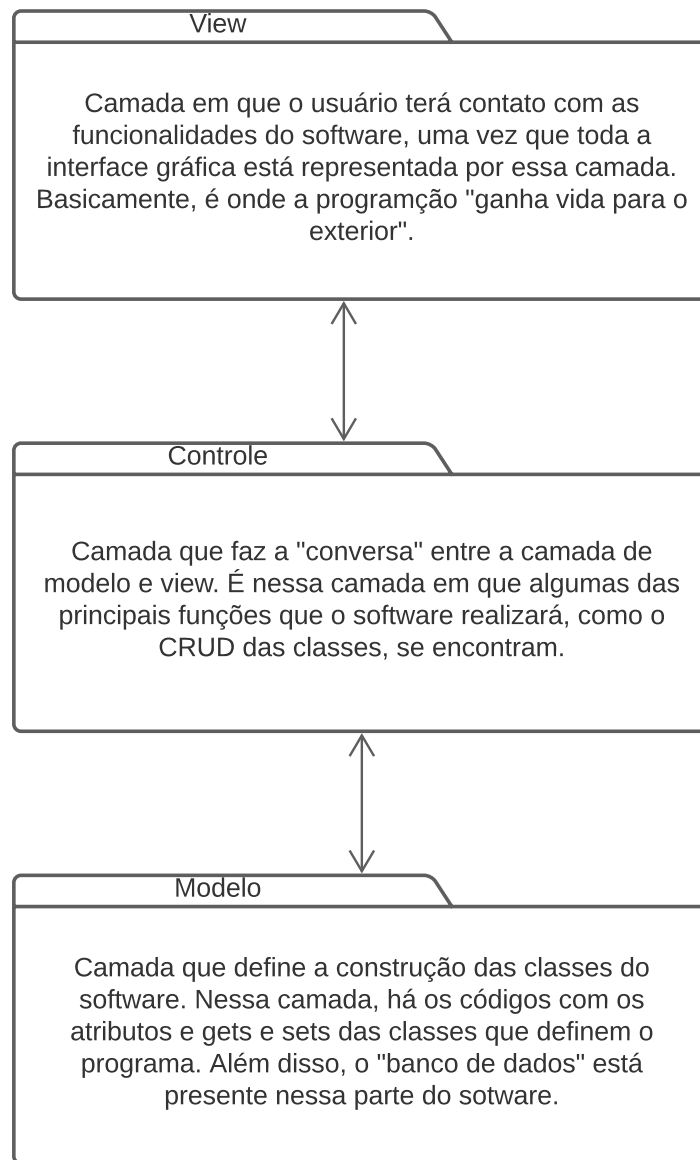 View
Camada em que o usuário terá contato com as
funcionalidades do software, uma vez que toda a
interface gráfica está representada por essa camada.
Basicamente, é onde a programção "ganha vida para o
exterior".
Controle
Camada que faz a "conversa" entre a camada de
modelo e view. É nessa camada em que algumas das
principais funções que o software realizará, como o
CRUD das classes, se encontram.
Modelo
Camada que define a construção das classes do
software. Nessa camada, há os códigos com os
atributos e gets e sets das classes que definem o
programa. Além disso, o "banco de dados" está
presente nessa parte do sotware.